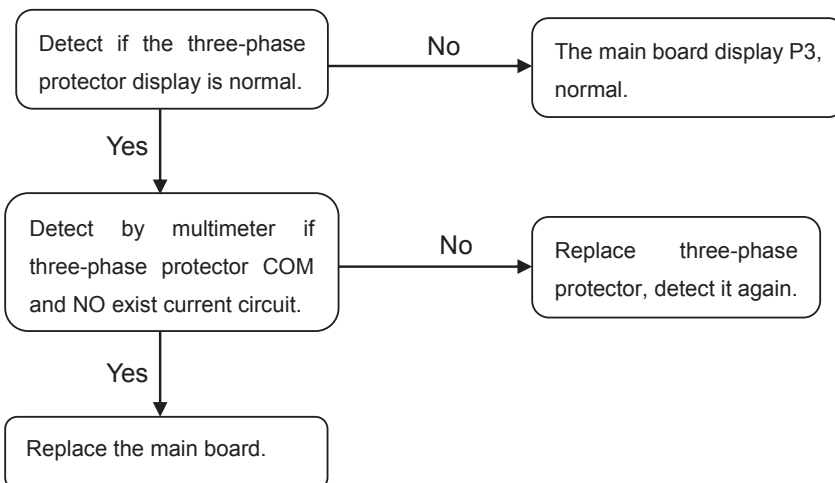 Detect if the three-phase
protector display is normal.
No
The main board display P3,
normal.
Yes
Detect by multimeter if
three-phase protector COM
and NO exist current circuit.
No
Replace three-phase
protector, detect it again.
Yes
Replace the main board.